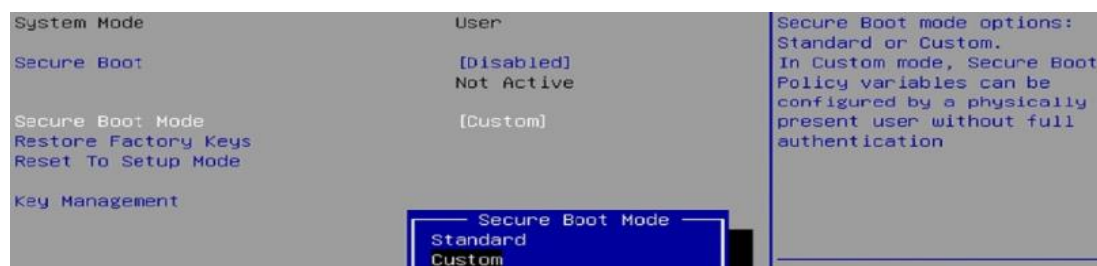 System Mode User
Secure Boot [Disabled]
Not Active
Secure Boot Mode [Custom]
Restore Factory Keys
Reset To Setup Mode
Key Management
Secure Boot Mode
Standard
Custom
Secure Boot mode options:
Standard or Custom.
In Custom mode, Secure Boot
Policy variables can be
configured by a physically
present user without full
authentication